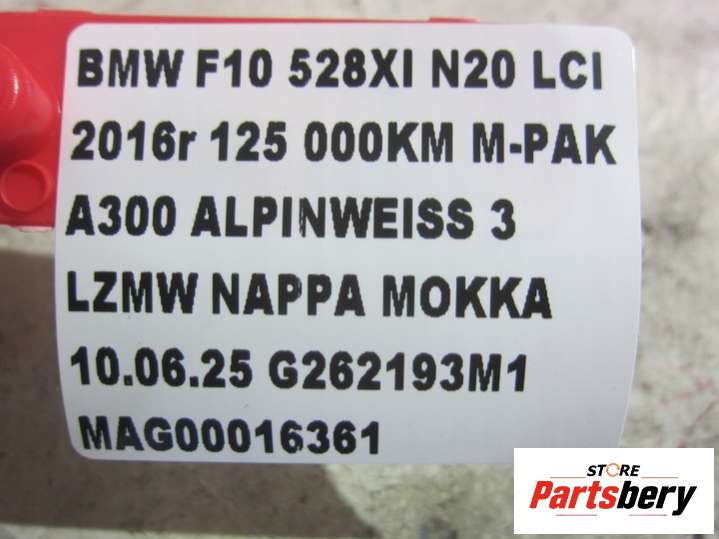 BMW F10 528XI N20 LCI
2016r 125 000KM M-PAK
A300 ALPINWEISS 3
LZMW NAPPA MOKKA
10.06.25 G262193M1
MAG00016361
STORE
Partsbery